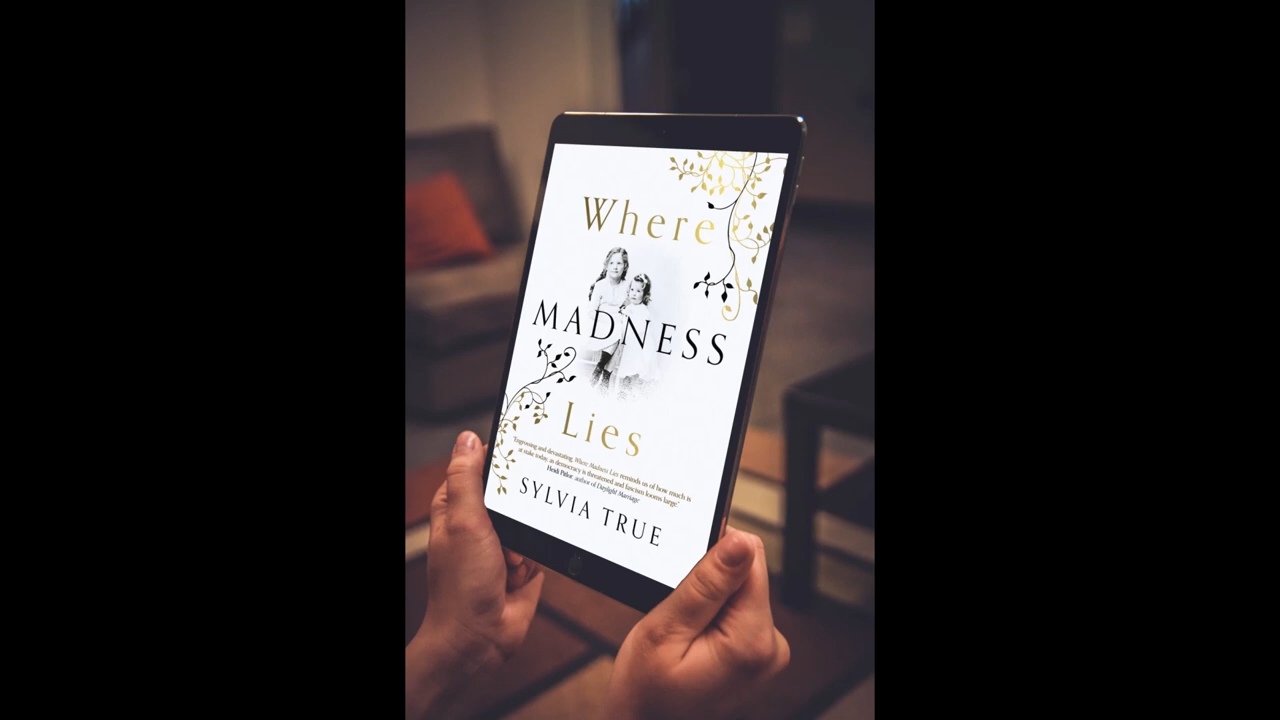 Where
MADNESS
Lies
'Engrossing and devastating, Where Madness Lies reminds us of how much is
at stake today, as democracy is threatened and fascism looms large.'
Heidi Pitlor, author of Daylight Marriage
SYLVIA TRUE